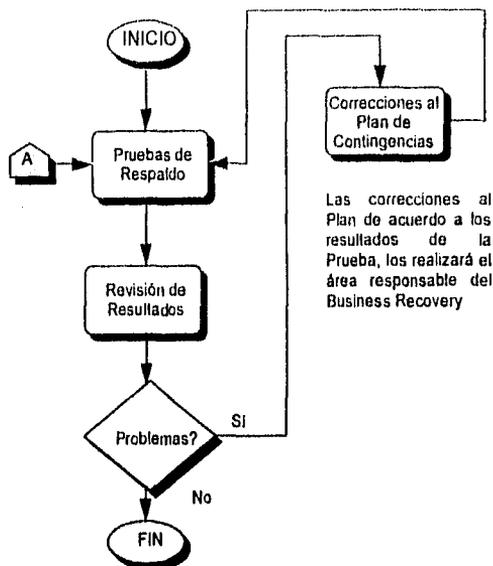 INICIO
A
Pruebas de
Respaldo
Revisión de
Resultados
Problemas?
Si
No
FIN
Correcciones al
Plan de
Contingencias
Las correcciones al
Plan de acuerdo a los
resultados de la
Prueba, los realizará el
área responsable del
Business Recovery